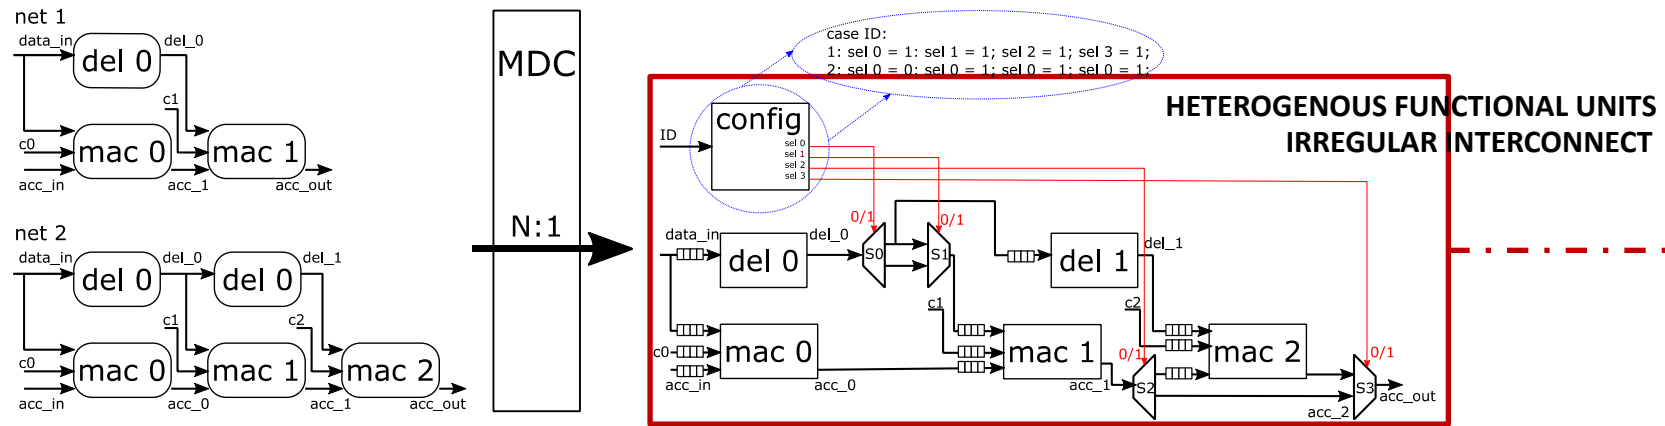 net 1
data_in
del_0
del 0
c1
c0
mac 0
mac 1
acc_in
acc_1
acc_out
net 2
data_in
del_0
del_1
del 0
del 0
c1
c2
c0
mac 0
mac 1
mac 2
acc_in
acc_0
acc_1
acc_out
MDC
N:1
case ID:
1: sel 0 = 1: sel 1 = 1; sel 2 = 1; sel 3 = 1;
2: sel 0 = 0: sel 0 = 1; sel 0 = 1; sel 0 = 1;
HETEROGENOUS FUNCTIONAL UNITS
IRREGULAR INTERCONNECT
config
ID
sel 0
sel 1
sel 2
sel 3
0/1
0/1
data_in
del_0
del 0
S0
S1
del 1
del_1
c1
c2
c0
mac 0
mac 1
mac 2
0/1
0/1
acc_in
acc_0
acc_1
S2
S3
acc_2
acc_out